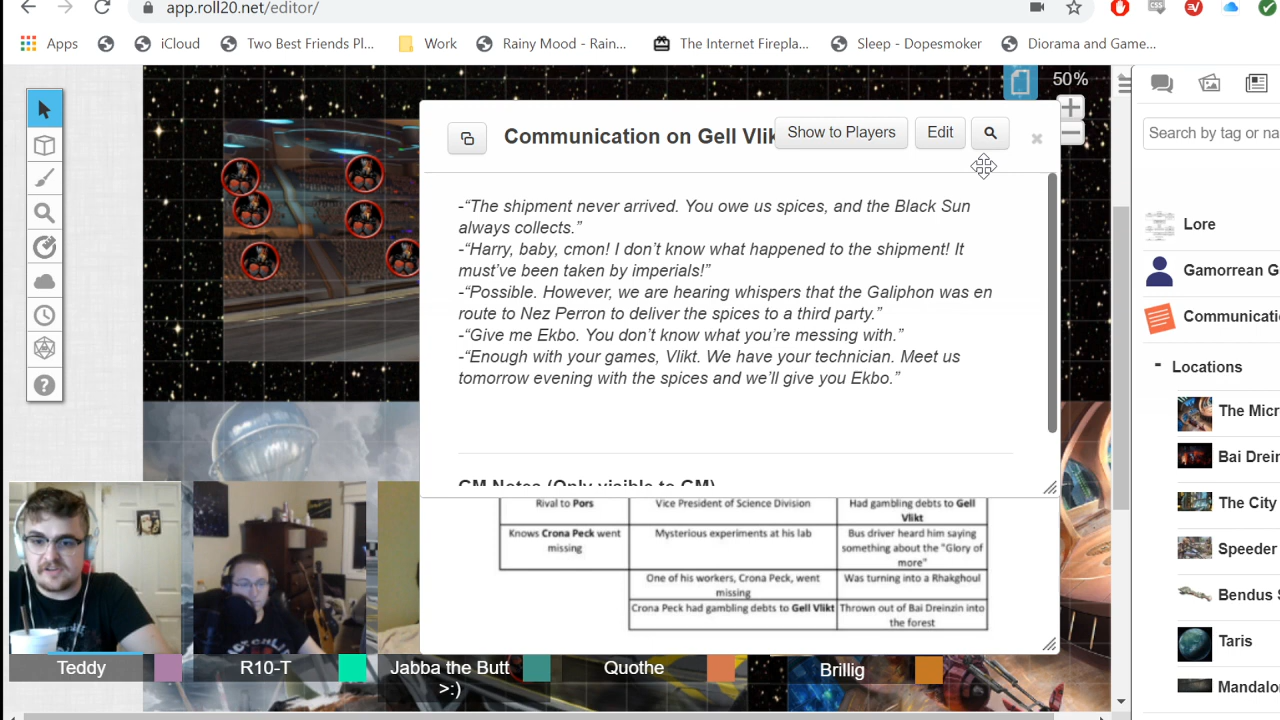 app.roll20.net/editor/
Apps iCloud Two Best Friends Pl... Work Rainy Mood - Rain... The Internet Firepla... Sleep - Dopesmoker Diorama and Game...
CSS
50%
Communication on Gell Vlik
Show to Players
Edit
-“The shipment never arrived. You owe us spices, and the Black Sun
always collects.”
-“Harry, baby, cmon! I don’t know what happened to the shipment! It
must’ve been taken by imperials!”
-“Possible. However, we are hearing whispers that the Galiphon was en
route to Nez Perron to deliver the spices to a third party.”
-“Give me Ekbo. You don’t know what you’re messing with.”
-“Enough with your games, Vlikt. We have your technician. Meet us
tomorrow evening with the spices and we’ll give you Ekbo.”
GM Notes (Only visible to GM)
Rival to Pors
Vice President of Science Division
Had gambling debts to Gell
Vlikt
Knows Crona Peck went
missing
Mysterious experiments at his lab
Bus driver heard him saying
something about the "Glory of
more"
One of his workers, Crona Peck, went
missing
Was turning into a Rhakghoul
Crona Peck had gambling debts to Gell Vlikt
Thrown out of Bai Dreinzin into
the forest
Search by tag or na
Lore
Gamorrean G
Communicati
- Locations
The Micr
Bai Drein
The City
Speeder
Bendus S
Taris
Mandalo
Teddy
R10-T
Jabba the Butt
>:)
Quothe
Brillig